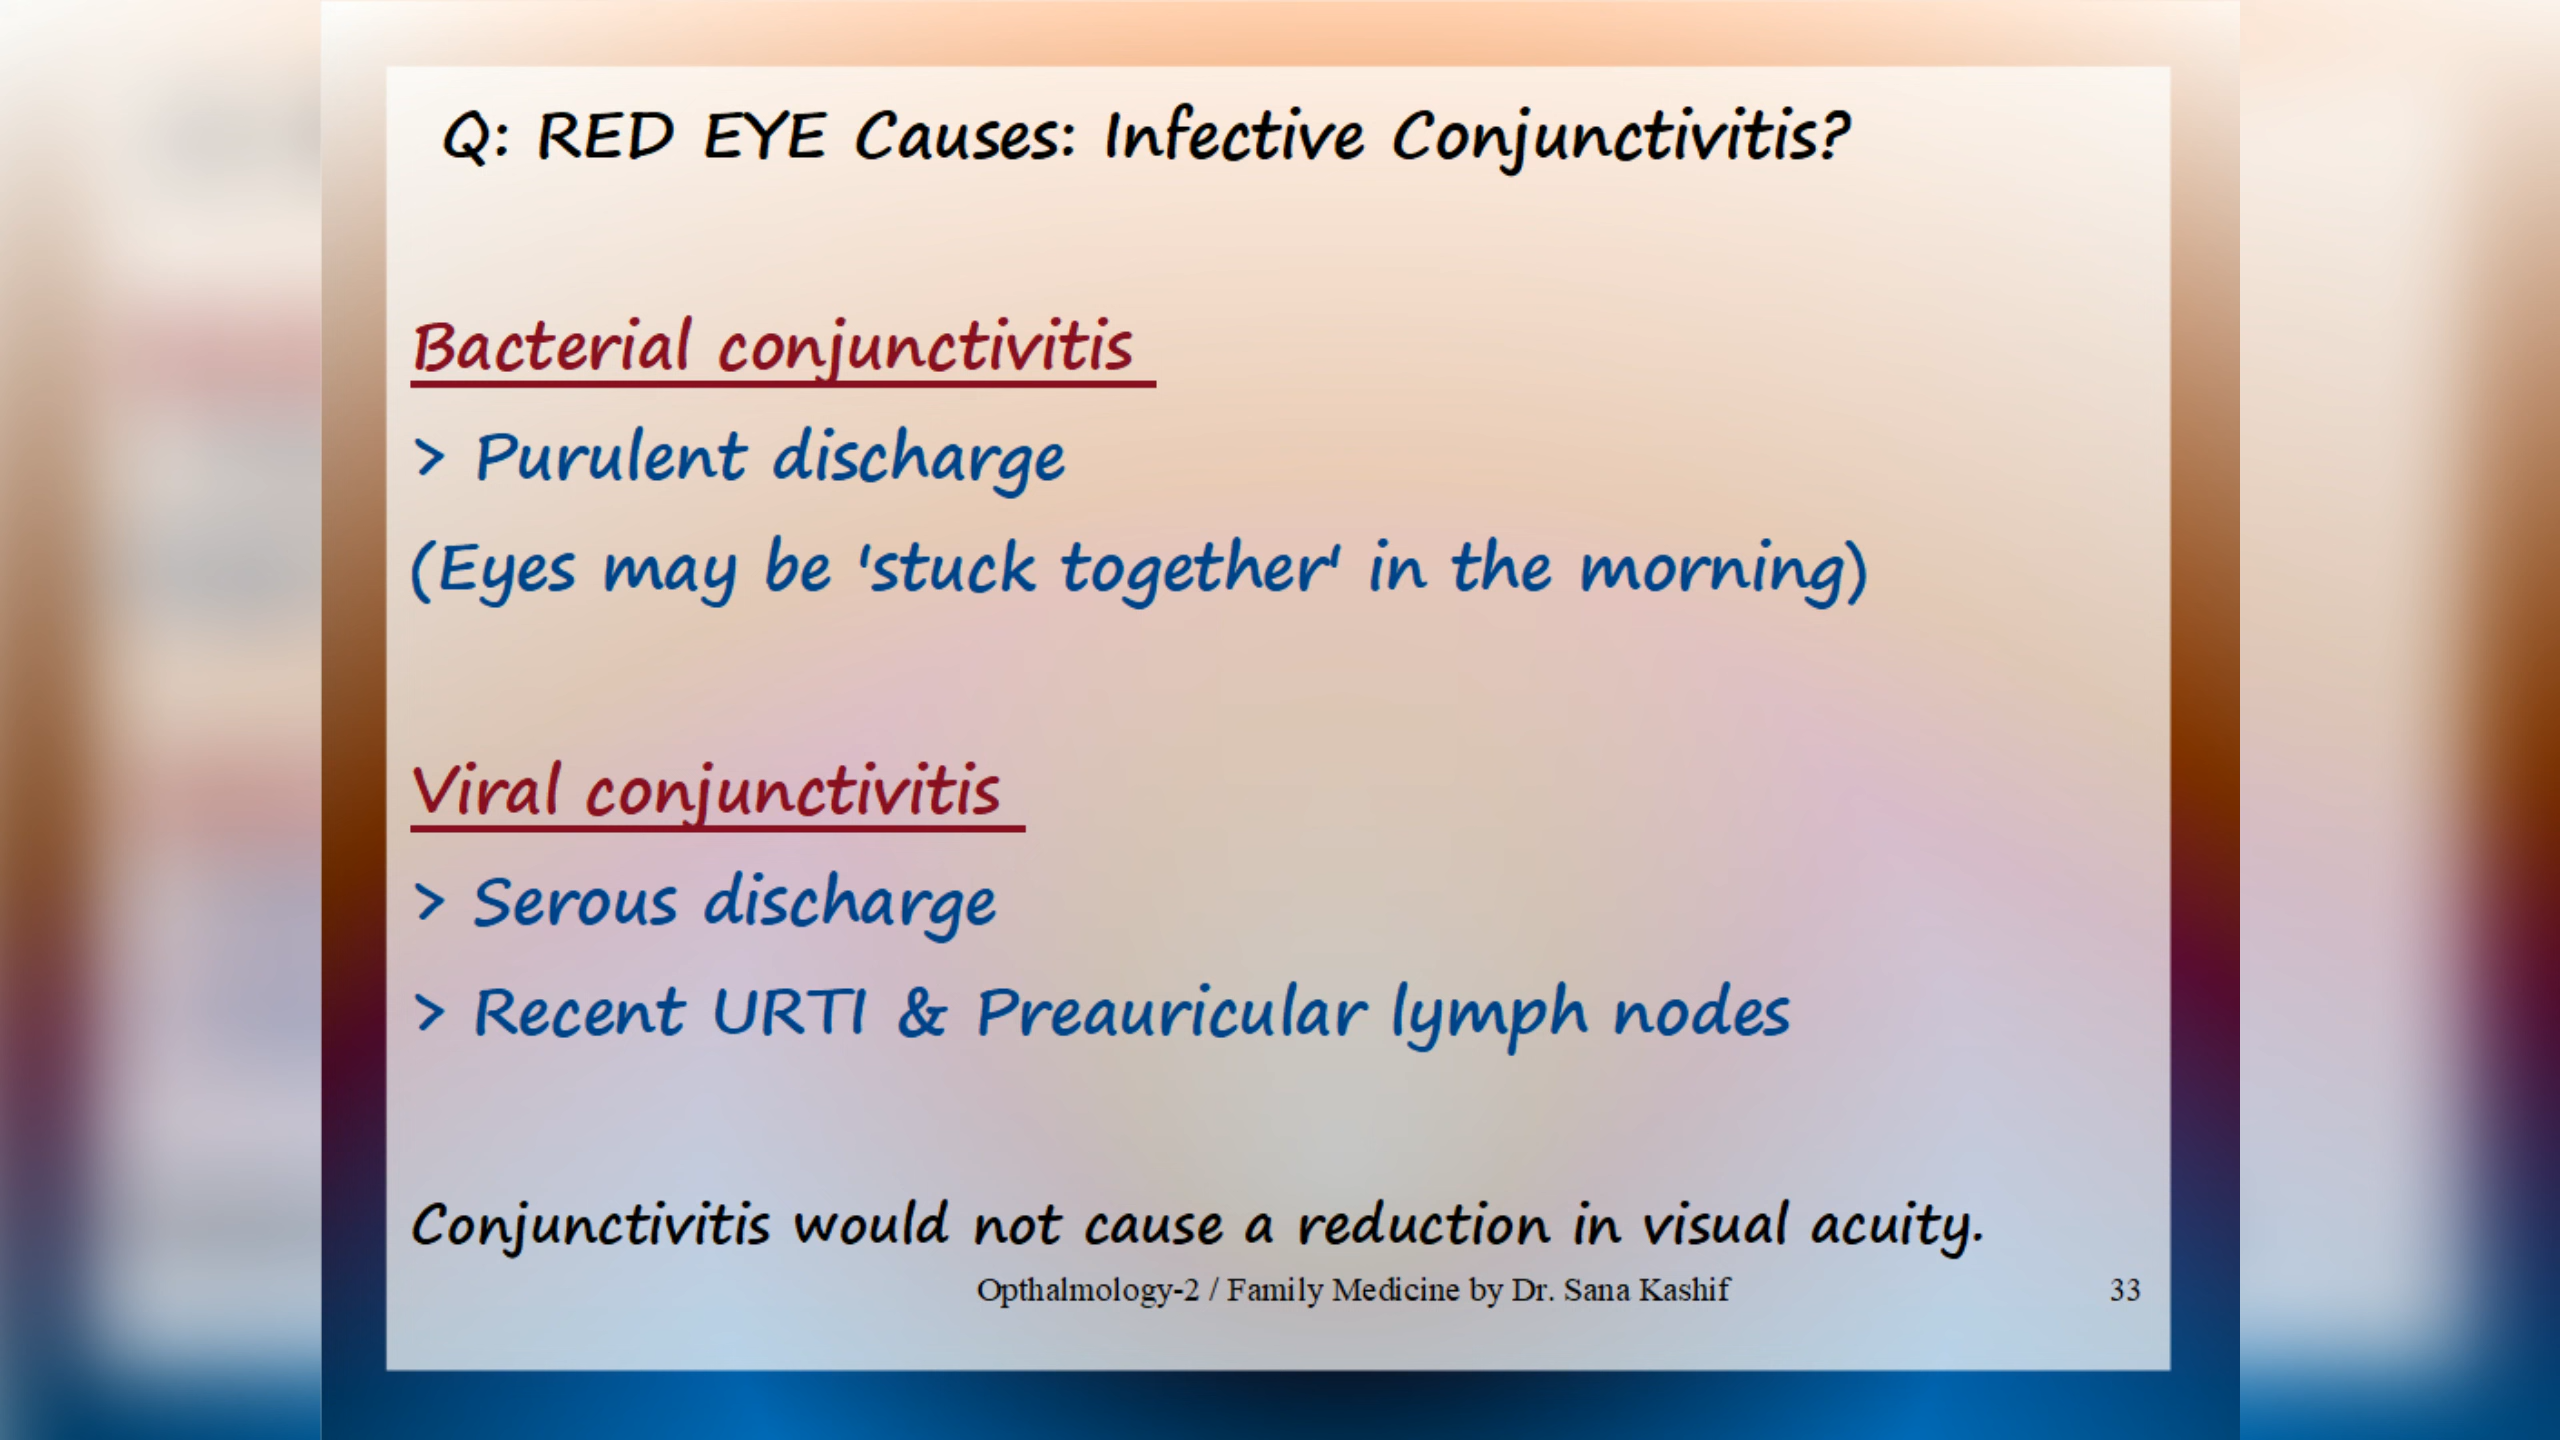 Q: RED EYE Causes: Infective Conjunctivitis?
Bacterial conjunctivitis
> Purulent discharge
(Eyes may be 'stuck together' in the morning)
Viral conjunctivitis
> Serous discharge
> Recent URTI & Preauricular lymph nodes
Conjunctivitis would not cause a reduction in visual acuity.
Opthalmology-2 / Family Medicine by Dr. Sana Kashif
33